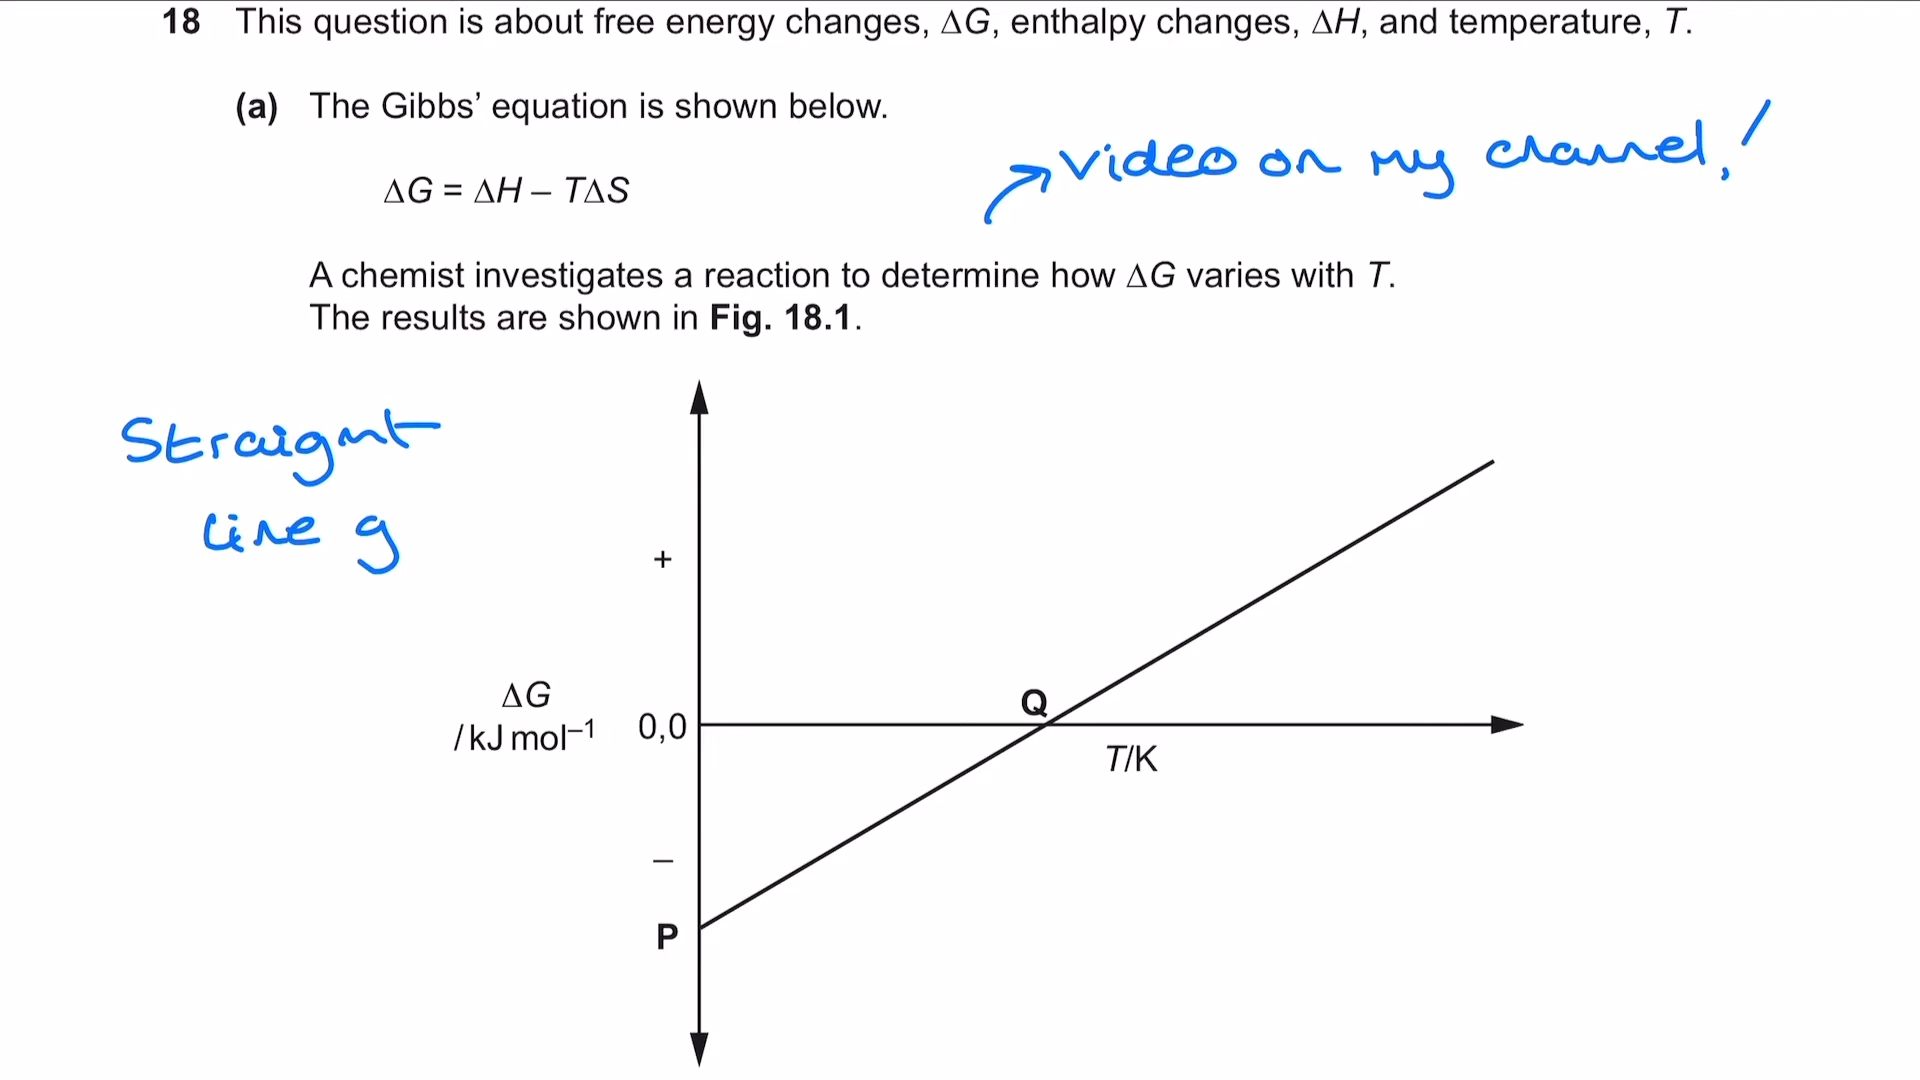 18 This question is about free energy changes, ΔG, enthalpy changes, ΔH, and temperature, T.
(a) The Gibbs’ equation is shown below.
video on my channel!
ΔG = ΔH – TΔS
A chemist investigates a reaction to determine how ΔG varies with T.
The results are shown in Fig. 18.1.
Straight
line g
+
Q
ΔG
/ kJ mol⁻¹
0,0
T/K
–
P